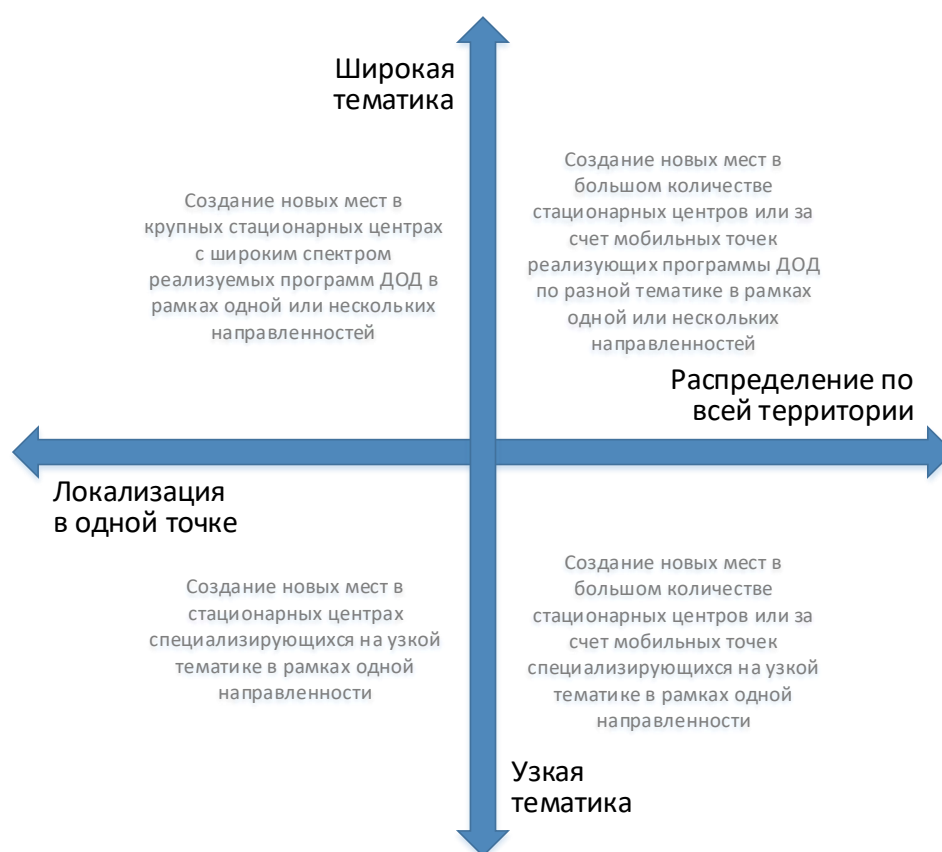 Широкая
тематика
Создание новых мест в
крупных стационарных центрах
с широким спектром
реализуемых программ ДОД в
рамках одной или нескольких
направленностей
Создание новых мест в
большом количестве
стационарных центров или за
счет мобильных точек
реализующих программы ДОД
по разной тематике в рамках
одной или нескольких
направленностей
Распределение по
всей территории
Локализация
в одной точке
Создание новых мест в
стационарных центрах
специализирующихся на узкой
тематике в рамках одной
направленности
Создание новых мест в
большом количестве
стационарных центров или за
счет мобильных точек
специализирующихся на узкой
тематике в рамках одной
направленности
Узкая
тематика